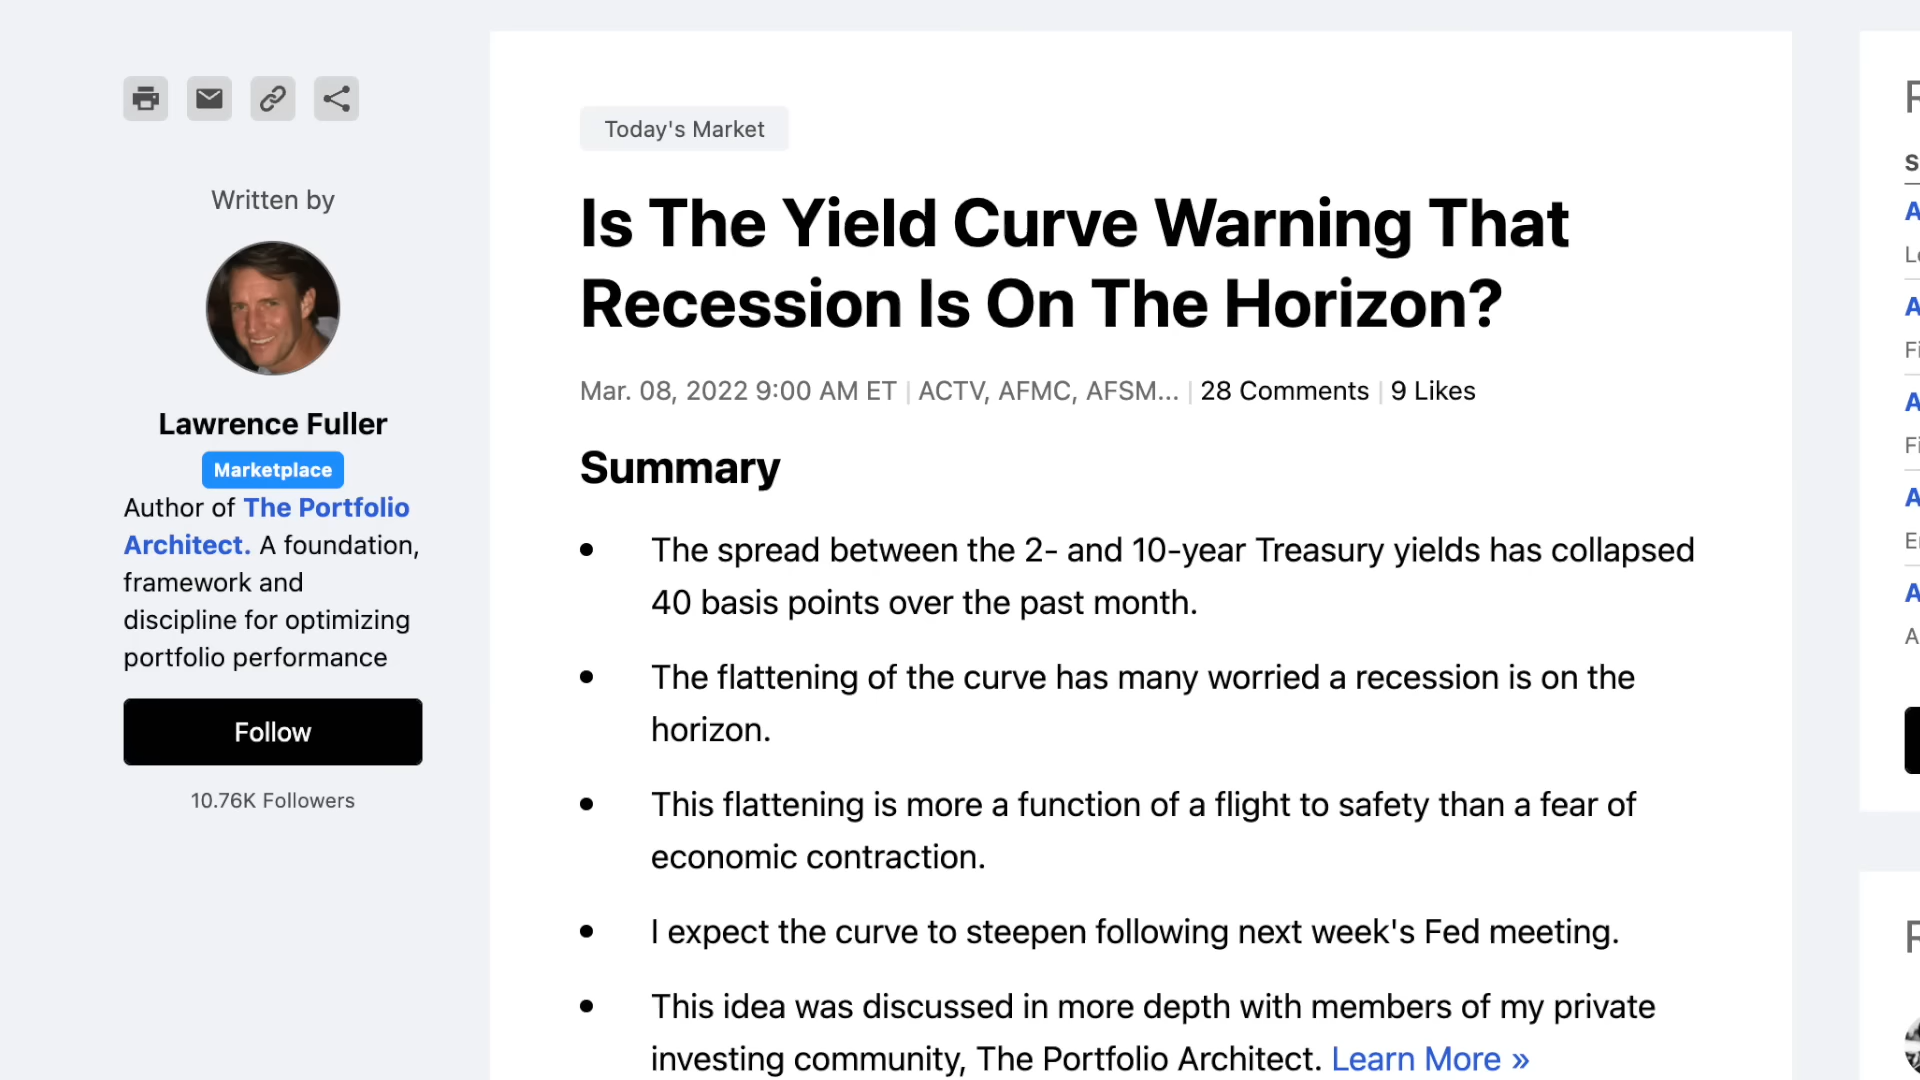 Written by
Lawrence Fuller
Marketplace
Author of The Portfolio
Architect. A foundation,
framework and
discipline for optimizing
portfolio performance
Follow
10.76K Followers
Today's Market
Is The Yield Curve Warning That
Recession Is On The Horizon?
Mar. 08, 2022 9:00 AM ET | ACTV, AFMC, AFSM... | 28 Comments | 9 Likes
Summary
• The spread between the 2- and 10-year Treasury yields has collapsed
40 basis points over the past month.
• The flattening of the curve has many worried a recession is on the
horizon.
• This flattening is more a function of a flight to safety than a fear of
economic contraction.
• I expect the curve to steepen following next week's Fed meeting.
• This idea was discussed in more depth with members of my private
investing community, The Portfolio Architect. Learn More »